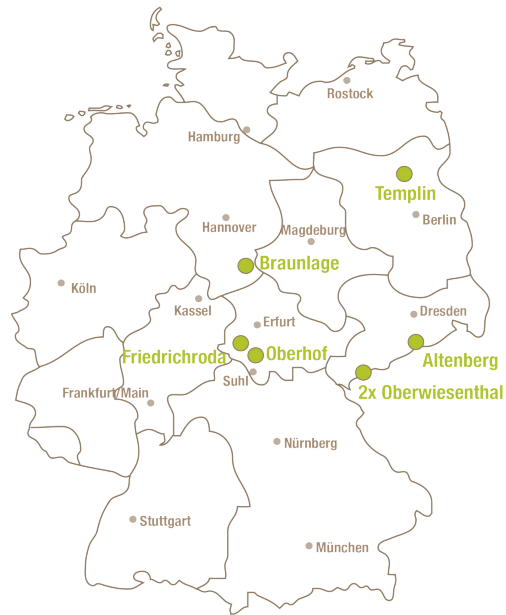 Rostock
Hamburg
Templin
Berlin
Hannover
Magdeburg
Braunlage
Köln
Kassel
Erfurt
Dresden
Friedrichroda
Oberhof
Altenberg
Suhl
2x Oberwiesenthal
Frankfurt/Main
Nürnberg
Stuttgart
München